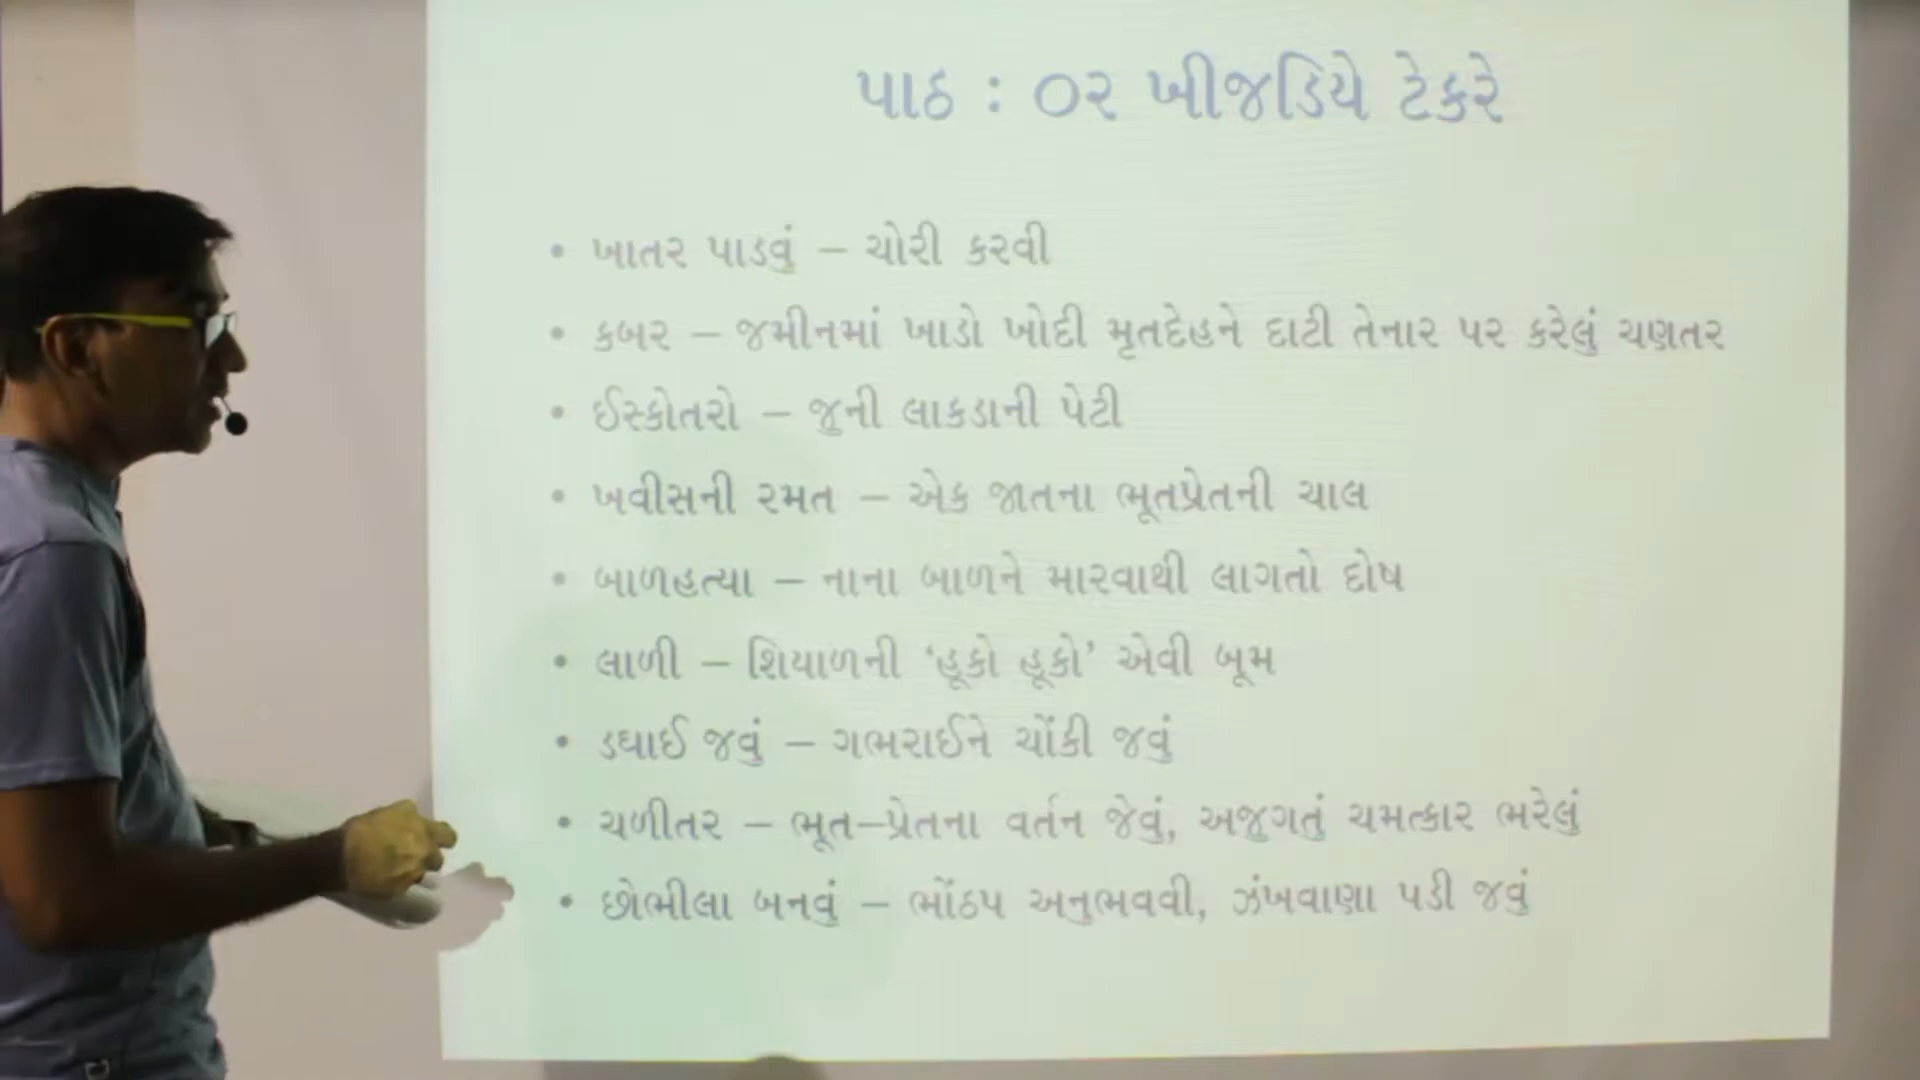 પાઠ : ૦૨ ખીજડિયે ટેકરે
• ખાતર પાડવું – ચોરી કરવી
• કબર – જમીનમાં ખાડો ખોદી મૃતદેહને દાટી તેનાર પર કરેલું ચણતર
• ઈસ્કોતરો – જુની લાકડાની પેટી
• ખવીસની રમત – એક જાતના ભૂતપ્રેતની ચાલ
• બાળહત્યા – નાના બાળને મારવાથી લાગતો દોષ
• લાળી – શિયાળની ‘હૂકો હૂકો’ એવી બૂમ
• ડઘાઈ જવું – ગભરાઈને ચોંકી જવું
• ચળીતર – ભૂત–પ્રેતના વર્તન જેવું, અજુગતું ચમત્કાર ભરેલું
• છોભીલા બનવું – ભોંઠપ અનુભવવી, ઝંખવાણા પડી જવું